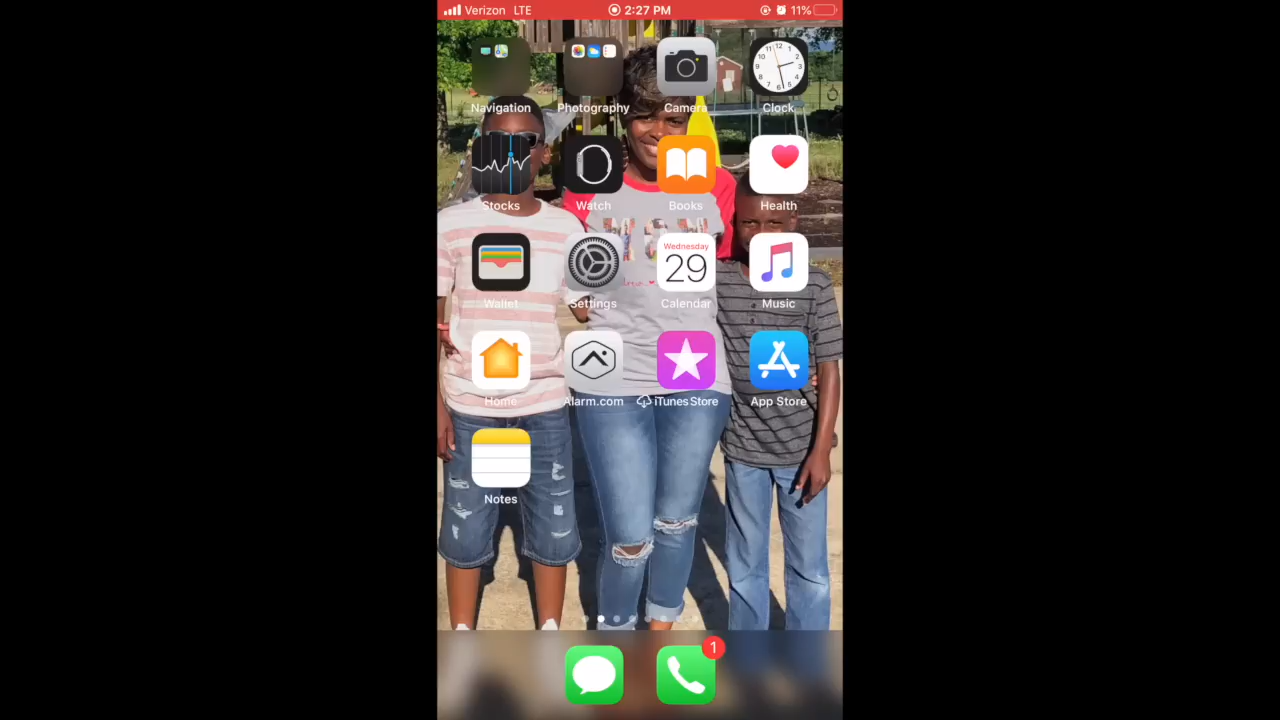 Verizon LTE 2:27 PM 11%
Navigation Photography Camera Clock
Stocks Watch Books Health
Wednesday
29
Wallet Settings Calendar Music
Home Alarm.com iTunes Store App Store
Notes
1